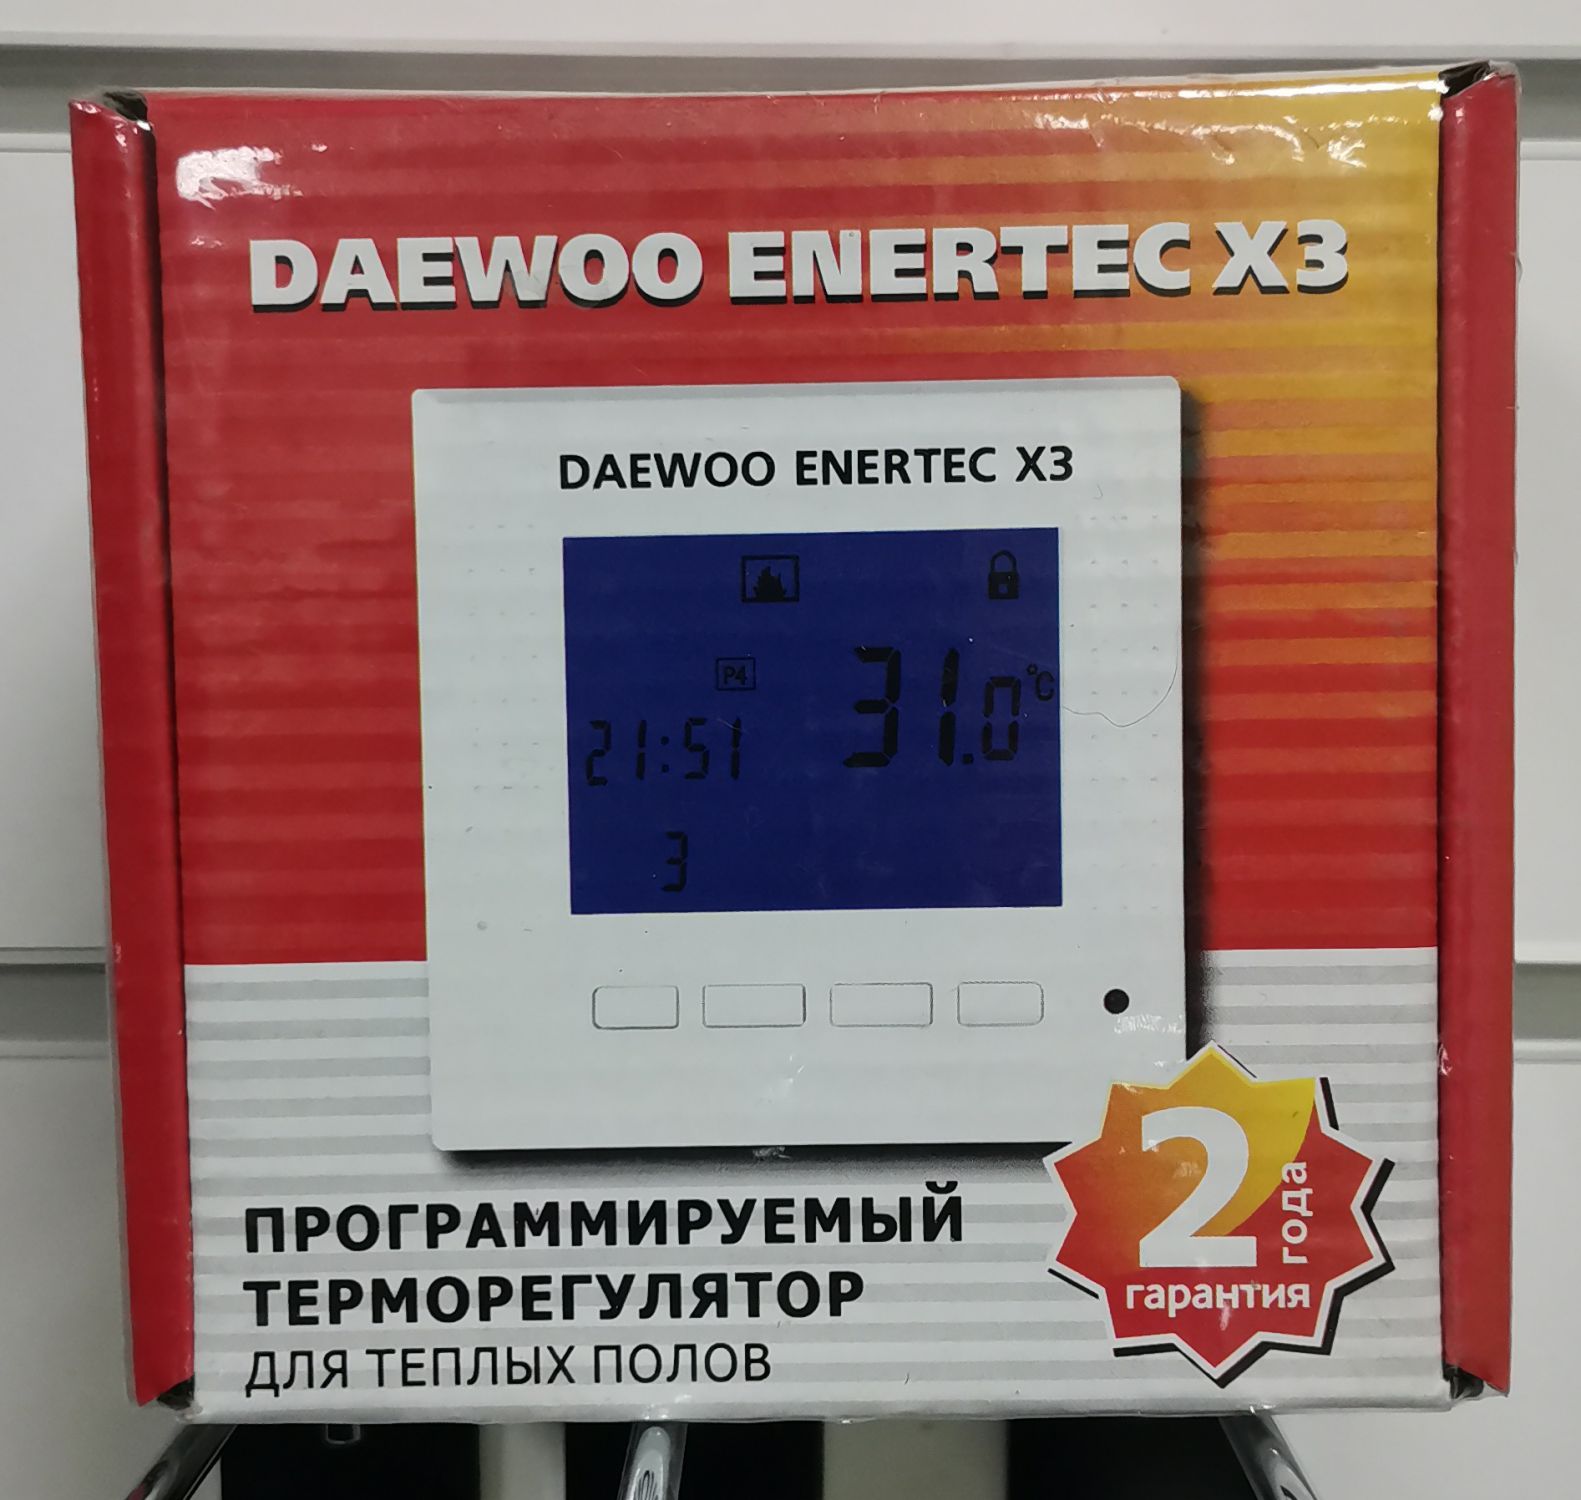 DAEWOO ENERTEC X3
DAEWOO ENERTEC X3
P4
31.0°C
21:51
3
2 года
гарантия
ПРОГРАММИРУЕМЫЙ
ТЕРМОРЕГУЛЯТОР
ДЛЯ ТЕПЛЫХ ПОЛОВ